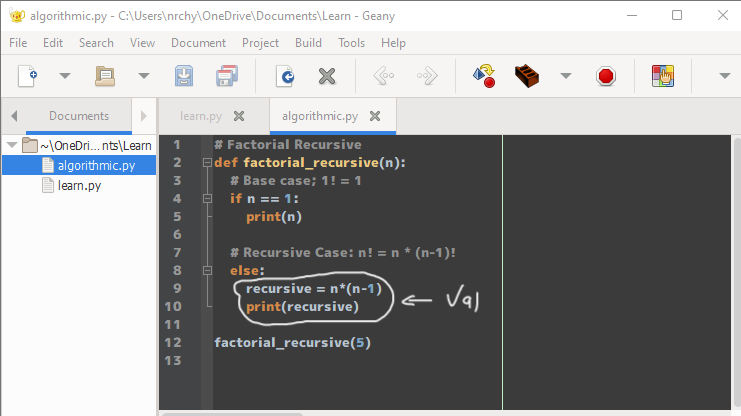 algorithmic.py - C:\Users\nrchy\OneDrive\Documents\Learn - Geany
File Edit Search View Document Project Build Tools Help
Documents learn.py algorithmic.py
~\OneDri...nts\Learn
algorithmic.py
learn.py
1 # Factorial Recursive
2 def factorial_recursive(n):
3 # Base case; 1! = 1
4 if n == 1:
5 print(n)
6
7 # Recursive Case: n! = n * (n-1)!
8 else:
9 recursive = n*(n-1)
10 print(recursive)
11
12 factorial_recursive(5)
13